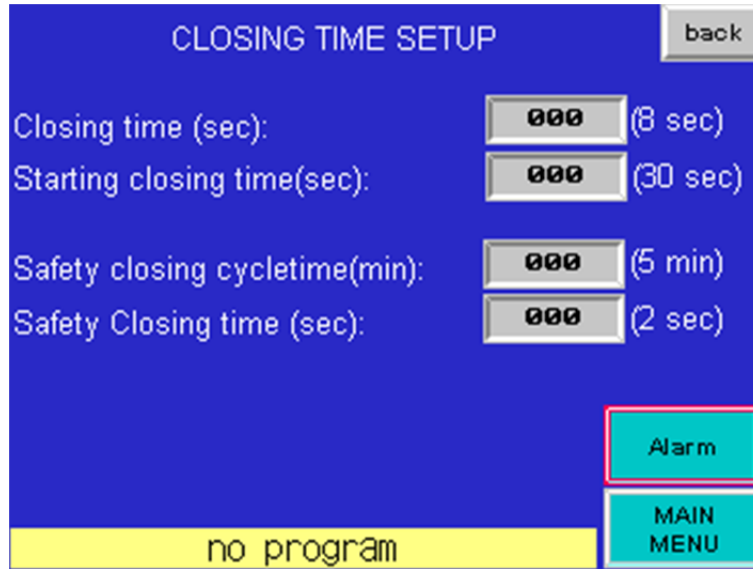 CLOSING TIME SETUP
back
Closing time (sec): 000 (8 sec)
Starting closing time(sec): 000 (30 sec)
Safety closing cycletime(min): 000 (5 min)
Safety Closing time (sec): 000 (2 sec)
Alarm
MAIN
MENU
no program